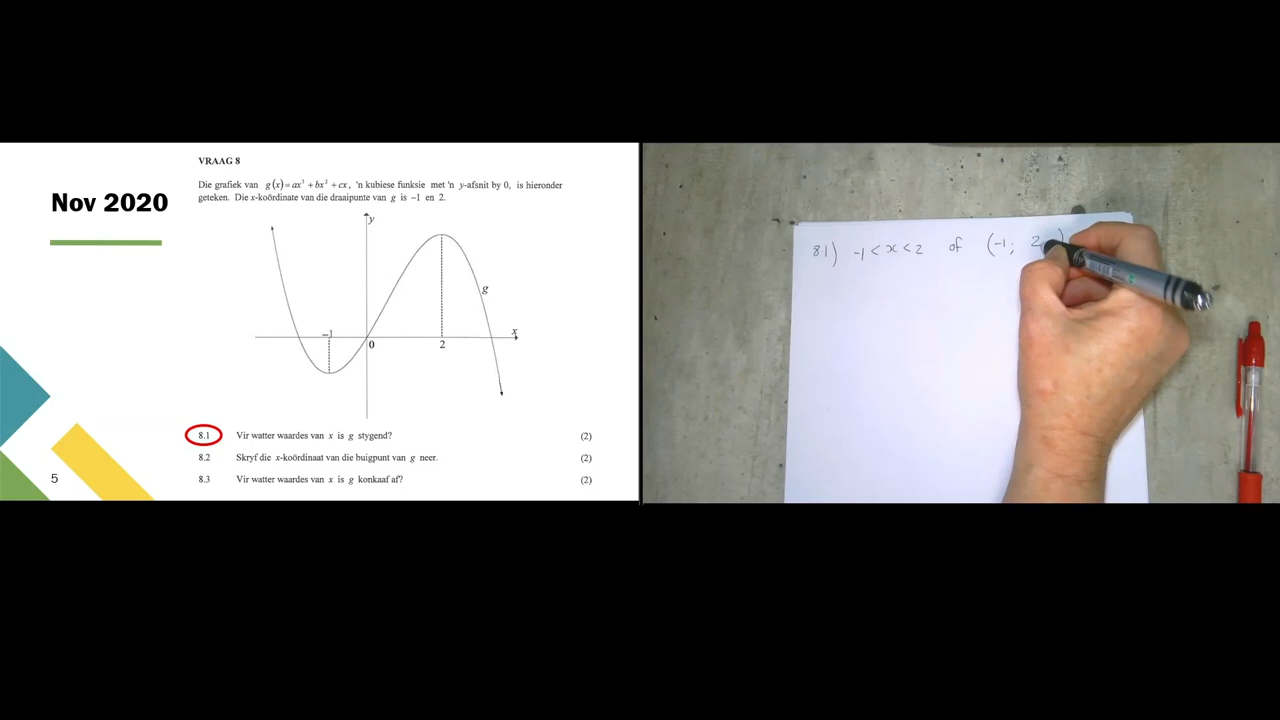 Nov 2020
5
VRAAG 8
Die grafiek van g(x)=ax³+bx²+cx, 'n kubiese funksie met 'n y-afsnit by 0, is hieronder
geteken. Die x-koördinate van die draaipunte van g is −1 en 2.
y
g
−1
x
0
2
8.1 Vir watter waardes van x is g stygend? (2)
8.2 Skryf die x-koördinaat van die buigpunt van g neer. (2)
8.3 Vir watter waardes van x is g konkaaf af? (2)
8.1) -1 < x < 2 of (-1; 2)